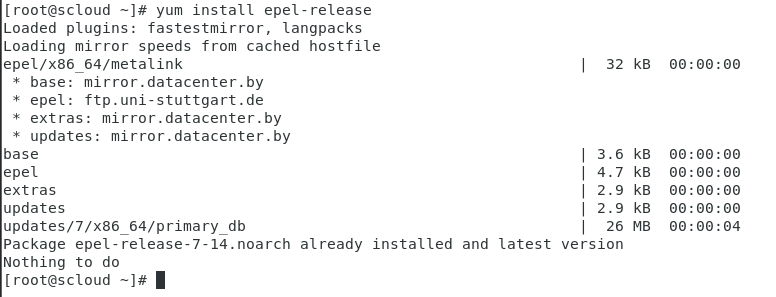 [root@scloud ~]# yum install epel-release
Loaded plugins: fastestmirror, langpacks
Loading mirror speeds from cached hostfile
epel/x86_64/metalink                                            |  32 kB  00:00:00
 * base: mirror.datacenter.by
 * epel: ftp.uni-stuttgart.de
 * extras: mirror.datacenter.by
 * updates: mirror.datacenter.by
base                                                            | 3.6 kB  00:00:00
epel                                                            | 4.7 kB  00:00:00
extras                                                          | 2.9 kB  00:00:00
updates                                                         | 2.9 kB  00:00:00
updates/7/x86_64/primary_db                                     |  26 MB  00:00:04
Package epel-release-7-14.noarch already installed and latest version
Nothing to do
[root@scloud ~]#